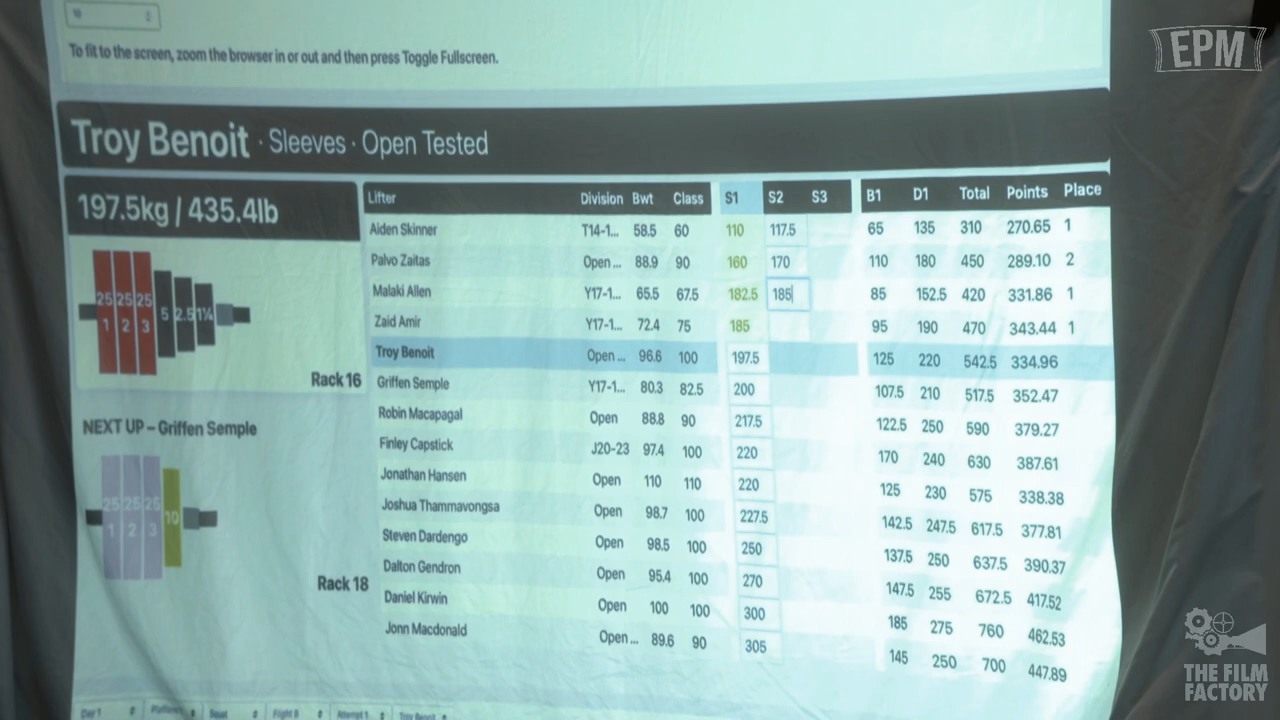 10
EPM
To fit to the screen, zoom the browser in or out and then press Toggle Fullscreen.
Troy Benoit · Sleeves · Open Tested
197.5kg / 435.4lb
25 25 25 5 2.5 1¼
1 2 3
Rack 16
NEXT UP – Griffen Semple
25 25 25 10
1 2 3
Rack 18
Lifter Division Bwt Class S1 S2 S3 B1 D1 Total Points Place
Aiden Skinner T14-1... 58.5 60 110 117.5 65 135 310 270.65 1
Palvo Zaitas Open ... 88.9 90 160 170 110 180 450 289.10 2
Malaki Allen Y17-1... 65.5 67.5 182.5 185 85 152.5 420 331.86 1
Zaid Amir Y17-1... 72.4 75 185 95 190 470 343.44 1
Troy Benoit Open ... 96.6 100 197.5 125 220 542.5 334.96
Griffen Semple Y17-1... 80.3 82.5 200 107.5 210 517.5 352.47
Robin Macapagal Open 88.8 90 217.5 122.5 250 590 379.27
Finley Capstick J20-23 97.4 100 220 170 240 630 387.61
Jonathan Hansen Open 110 110 220 125 230 575 338.38
Joshua Thammavongsa Open 98.7 100 227.5 142.5 247.5 617.5 377.81
Steven Dardengo Open 98.5 100 250 137.5 250 637.5 390.37
Dalton Gendron Open 95.4 100 270 147.5 255 672.5 417.52
Daniel Kirwin Open 100 100 300 185 275 760 462.53
Jonn Macdonald Open... 89.6 90 305 145 250 700 447.89
Day 1 Platform Squat Flight B Attempt 1 Troy Benoit
THE FILM
FACTORY